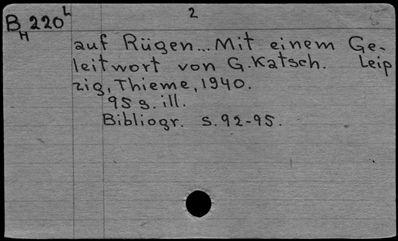 2
B 220 L
H
auf Rügen... Mit einem Ge-
leitwort von G. Katsch. Leip
zig, Thieme, 1940.
95 s. ill.
Bibliogr. s. 92-95.